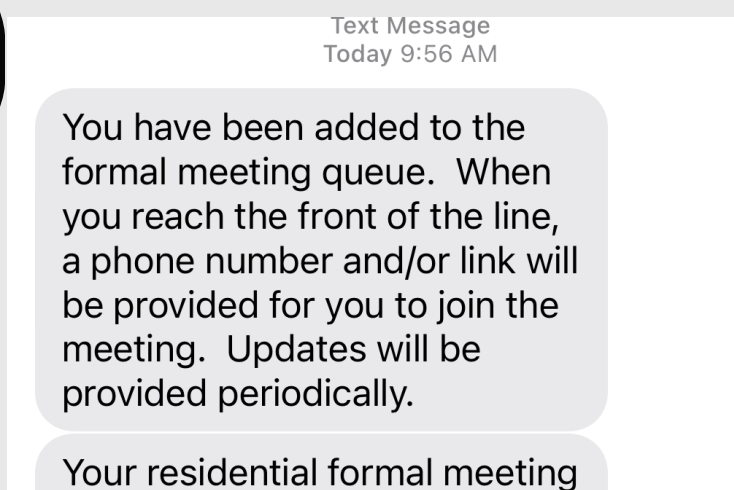 Text Message
Today 9:56 AM
You have been added to the
formal meeting queue.  When
you reach the front of the line,
a phone number and/or link will
be provided for you to join the
meeting.  Updates will be
provided periodically.
Your residential formal meeting